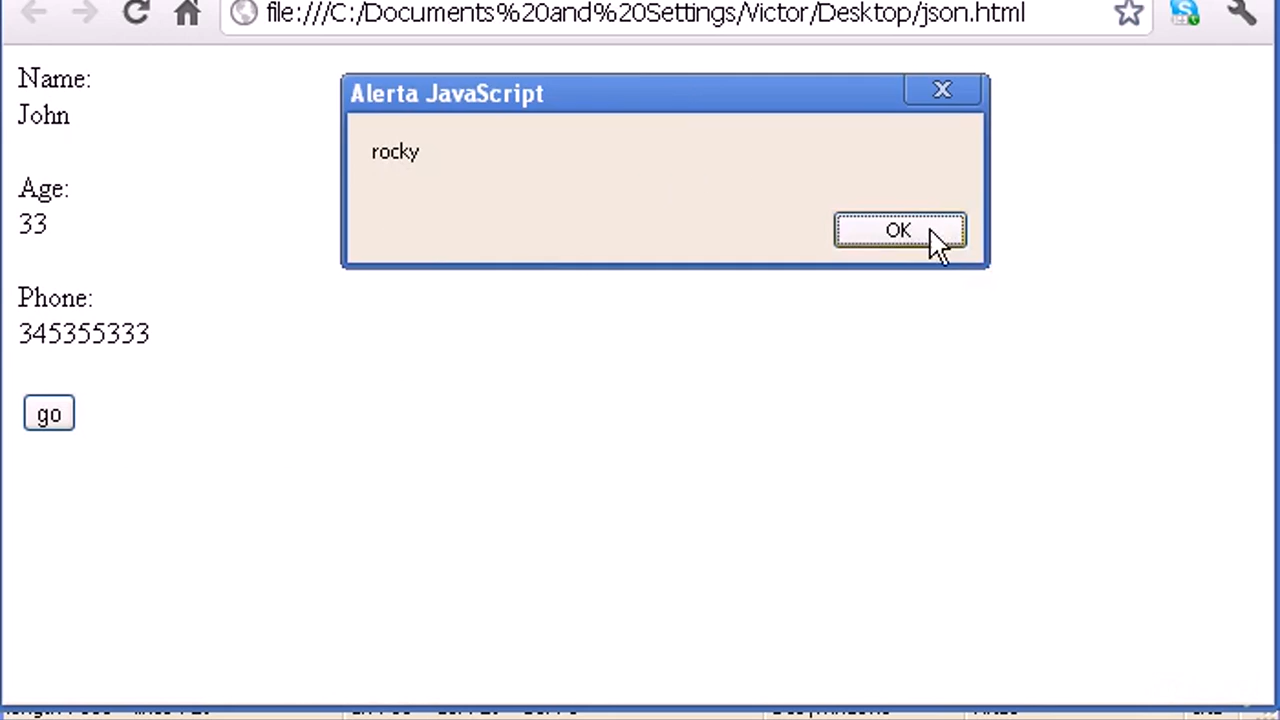 file:///C:/Documents%20and%20Settings/Victor/Desktop/json.html
Name:
John
Alerta JavaScript
rocky
OK
Age:
33
Phone:
345355333
go